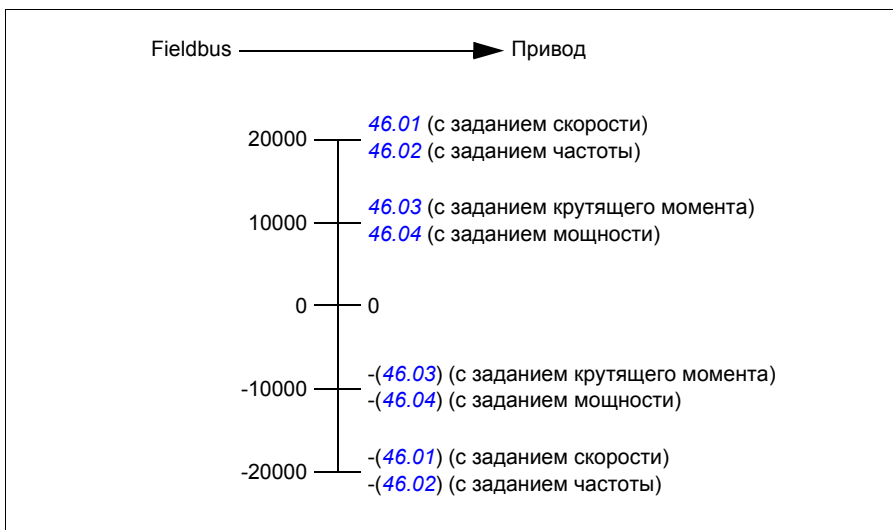 Fieldbus Привод
46.01 (с заданием скорости)
20000
46.02 (с заданием частоты)
46.03 (с заданием крутящего момента)
10000
46.04 (с заданием мощности)
0 0
-(46.03) (с заданием крутящего момента)
-10000
-(46.04) (с заданием мощности)
-(46.01) (с заданием скорости)
-20000
-(46.02) (с заданием частоты)